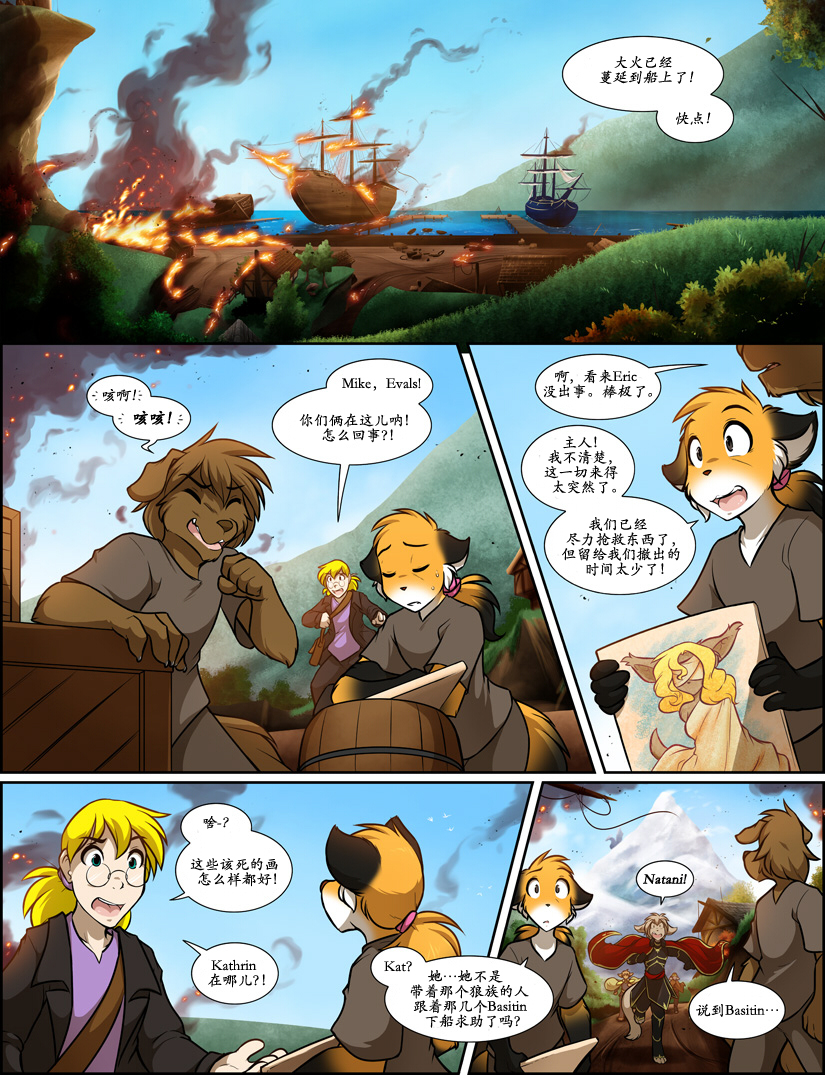 大火已经
蔓延到船上了！
快点！
咳啊！
咳咳！
Mike，Evals!
你们俩在这儿呐！
怎么回事?!
啊，看来Eric
没出事。棒极了。
主人！
我不清楚，
这一切来得
太突然了。
我们已经
尽力抢救东西了，
但留给我们撤出的
时间太少了！
啥-？
这些该死的画
怎么样都好！
Kathrin
在哪儿?!
Kat?
她…她不是
带着那个狼族的人
跟着那几个Basitin
下船求助了吗?
Natani!
说到Basitin…